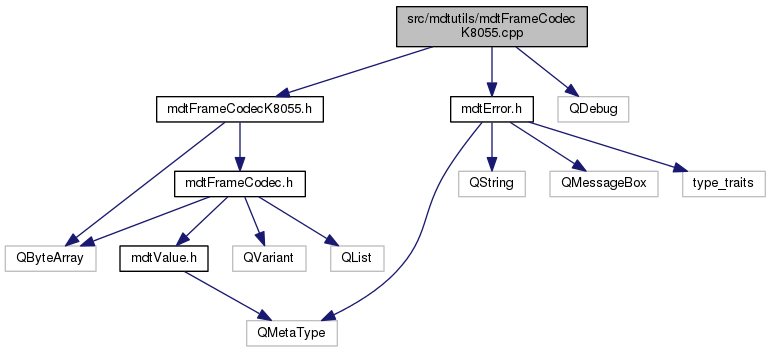 src/mdtutils/mdtFrameCodec
K8055.cpp
mdtFrameCodecK8055.h
mdtError.h
QDebug
mdtFrameCodec.h
QString
QMessageBox
type_traits
QByteArray
mdtValue.h
QVariant
QList
QMetaType